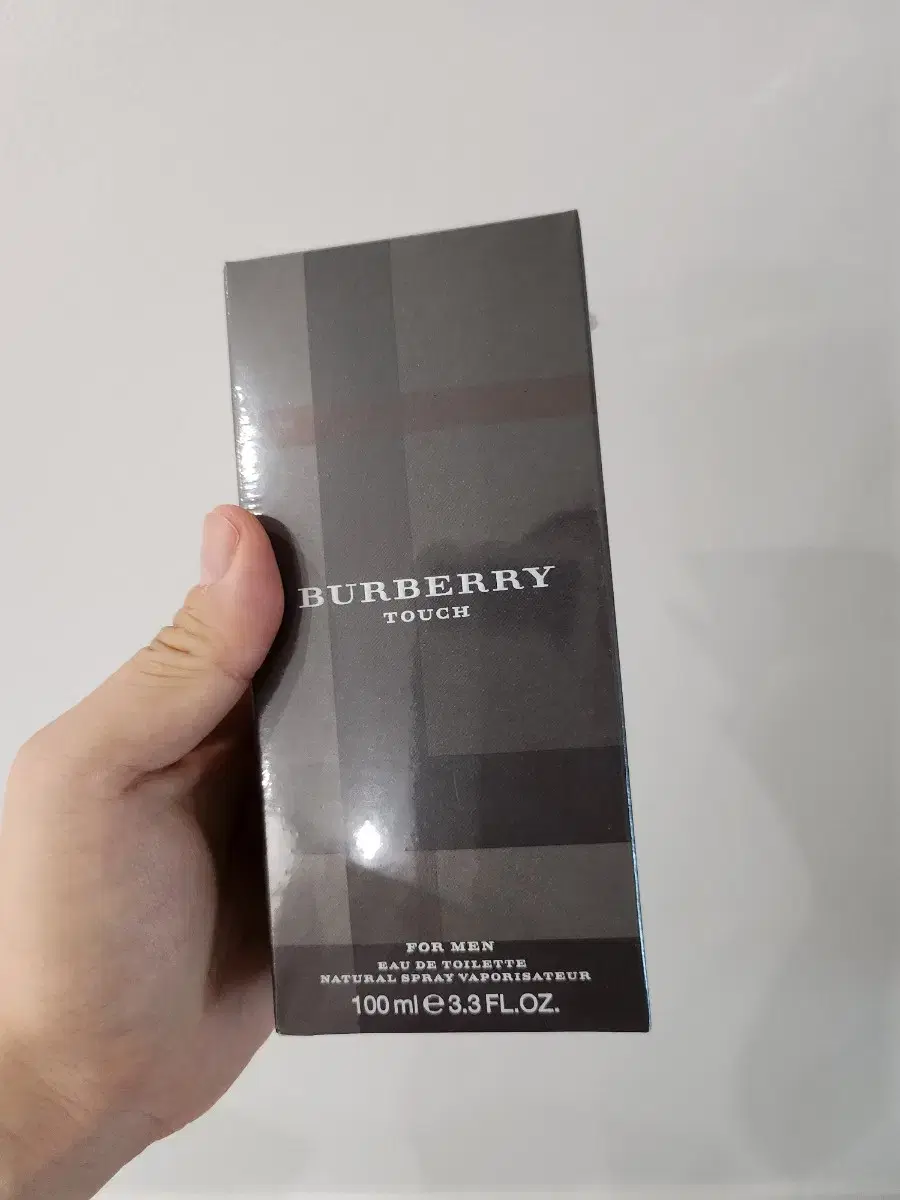 BURBERRY
TOUCH
FOR MEN
EAU DE TOILETTE
NATURAL SPRAY VAPORISATEUR
100 ml ℮ 3.3 FL.OZ.